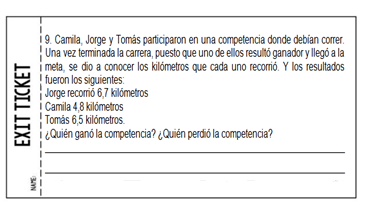 EXIT TICKET
NAME:
9. Camila, Jorge y Tomás participaron en una competencia donde debían correr.
Una vez terminada la carrera, puesto que uno de ellos resultó ganador y llegó a la
meta, se dio a conocer los kilómetros que cada uno recorrió. Y los resultados
fueron los siguientes:
Jorge recorrió 6,7 kilómetros
Camila 4,8 kilómetros
Tomás 6,5 kilómetros.
¿Quién ganó la competencia? ¿Quién perdió la competencia?